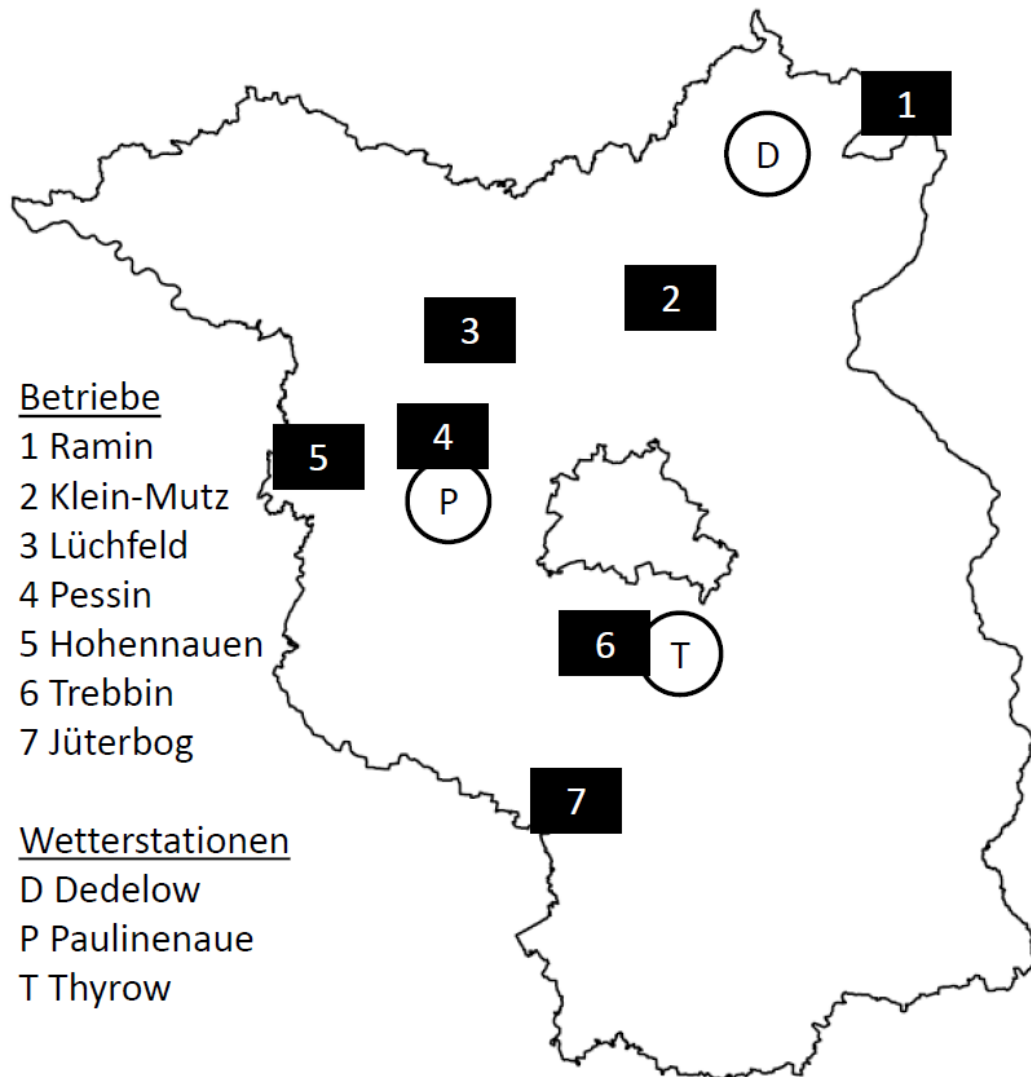 1
D
2
3
4
5
P
6
T
7
Betriebe
1 Ramin
2 Klein-Mutz
3 Lüchfeld
4 Pessin
5 Hohennauen
6 Trebbin
7 Jüterbog
Wetterstationen
D Dedelow
P Paulinenaue
T Thyrow